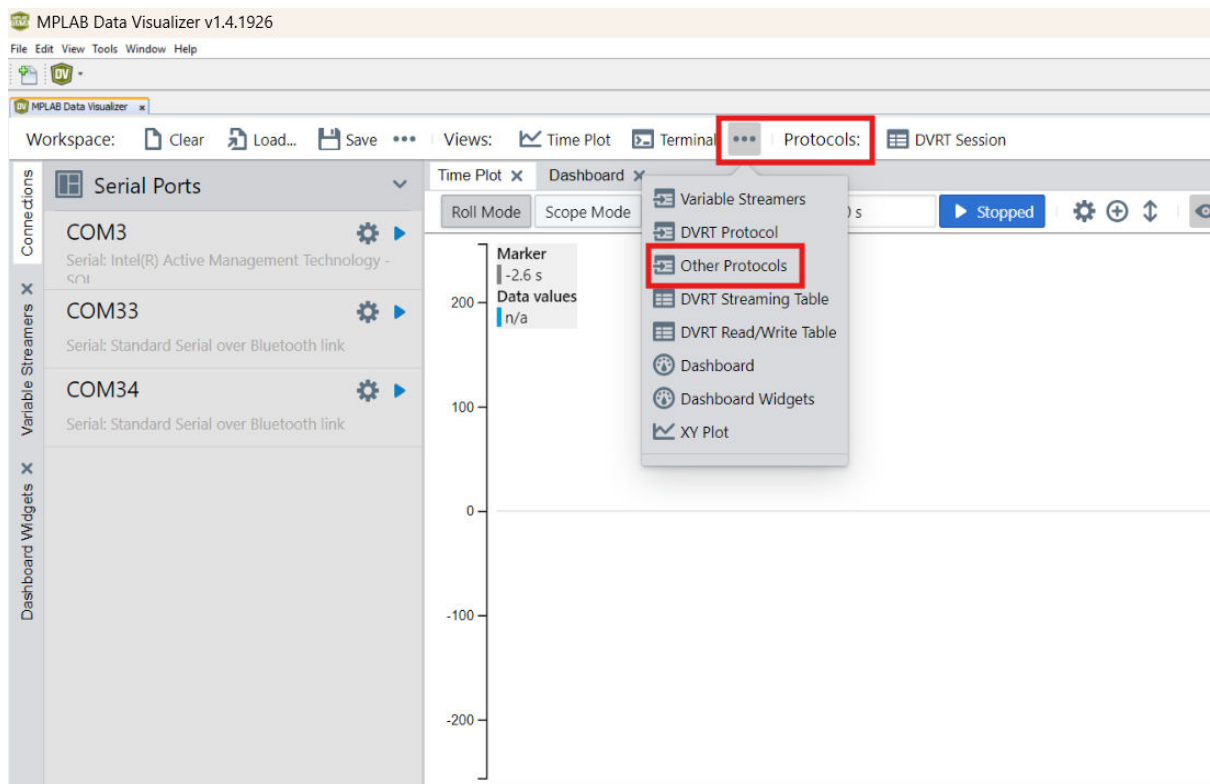 MPLAB Data Visualizer v1.4.1926
File Edit View Tools Window Help
DV
DV MPLAB Data Visualizer x
Workspace: Clear Load... Save ••• Views: Time Plot Terminal ••• Protocols: DVRT Session
Connections
Variable Streamers
Dashboard Widgets
Serial Ports
COM3
Serial: Intel(R) Active Management Technology -
SOL
COM33
Serial: Standard Serial over Bluetooth link
COM34
Serial: Standard Serial over Bluetooth link
Time Plot X Dashboard X
Roll Mode Scope Mode s Stopped
Variable Streamers
DVRT Protocol
Other Protocols
DVRT Streaming Table
DVRT Read/Write Table
Dashboard
Dashboard Widgets
XY Plot
Marker
-2.6 s
Data values
n/a
200
100
0
-100
-200